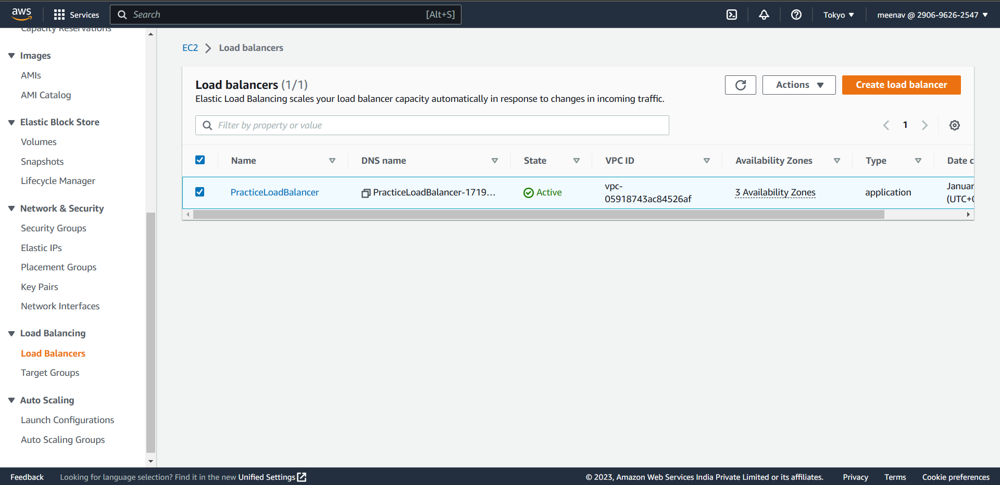 aws
Services
Search
[Alt+S]
Tokyo
meenav @ 2906-9626-2547
Capacity Reservations
Images
AMIs
AMI Catalog
Elastic Block Store
Volumes
Snapshots
Lifecycle Manager
Network & Security
Security Groups
Elastic IPs
Placement Groups
Key Pairs
Network Interfaces
Load Balancing
Load Balancers
Target Groups
Auto Scaling
Launch Configurations
Auto Scaling Groups
EC2
Load balancers
Load balancers (1/1)
Elastic Load Balancing scales your load balancer capacity automatically in response to changes in incoming traffic.
Actions
Create load balancer
Filter by property or value
1
Name
DNS name
State
VPC ID
Availability Zones
Type
Date c
PracticeLoadBalancer
PracticeLoadBalancer-1719...
Active
vpc-
05918743ac84526af
3 Availability Zones
application
Januar
(UTC+0
Feedback
Looking for language selection? Find it in the new Unified Settings
© 2023, Amazon Web Services India Private Limited or its affiliates.
Privacy
Terms
Cookie preferences